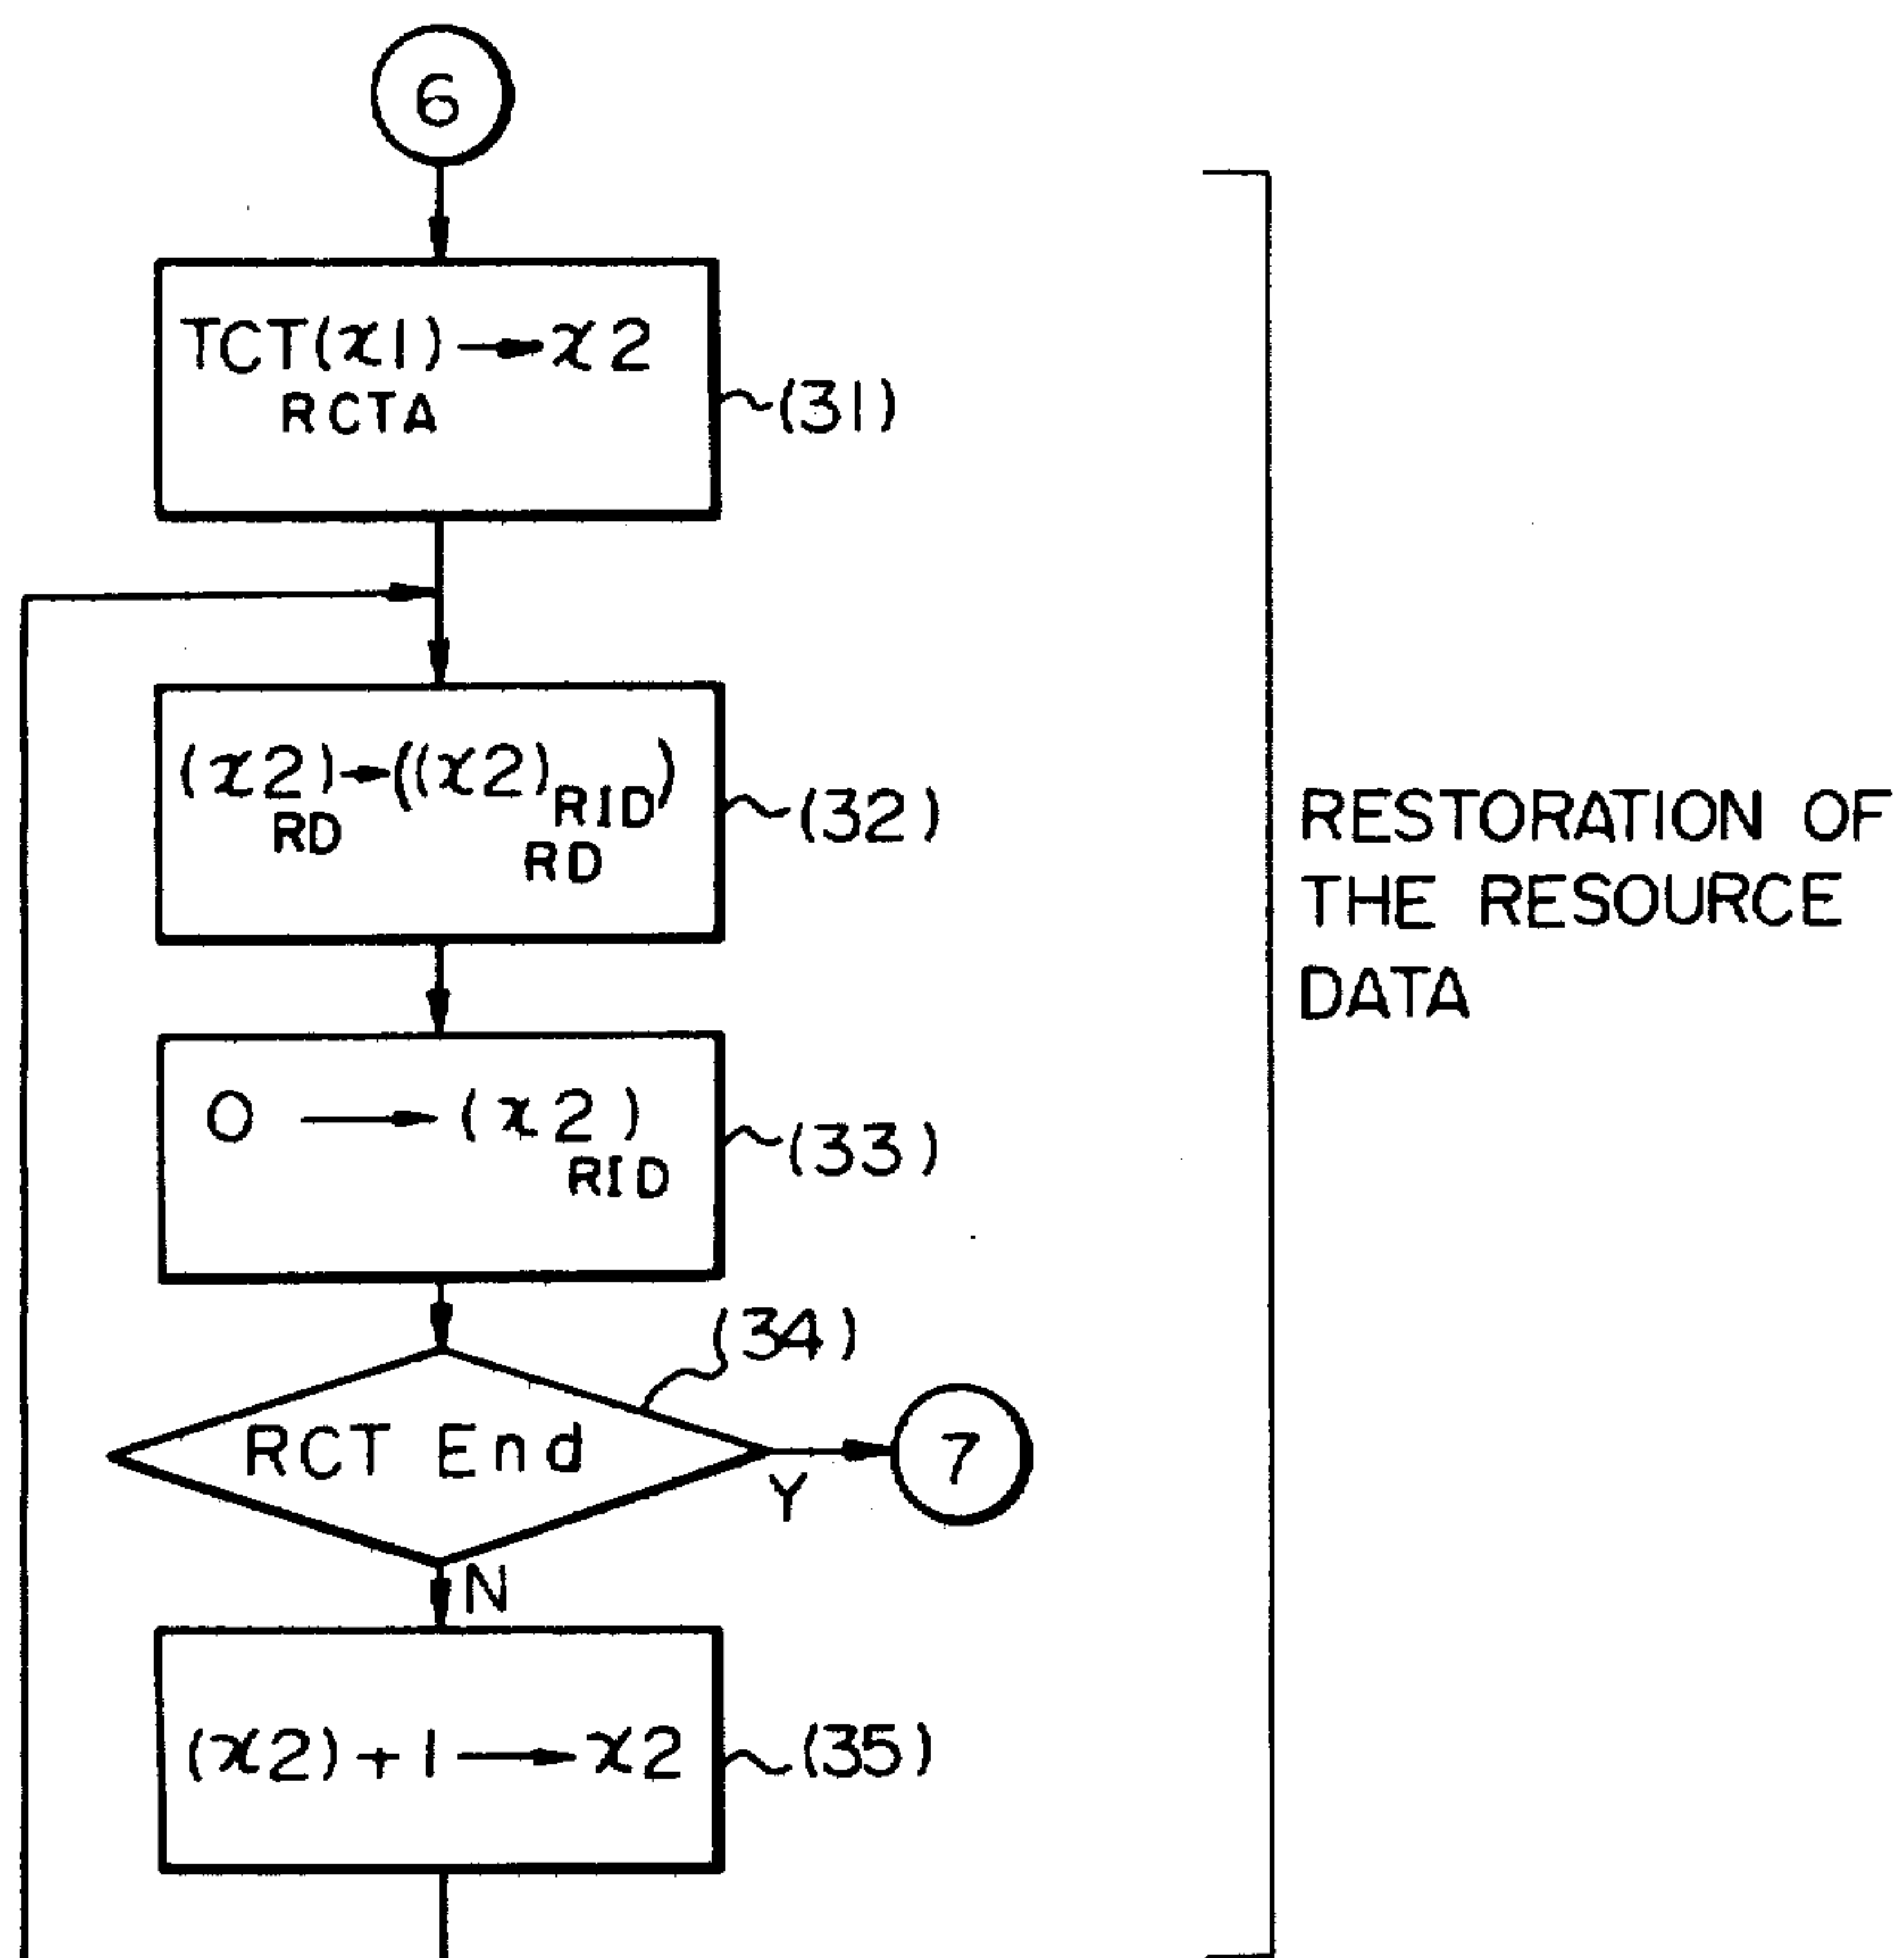 6
TCT(x1)→x2
RCTA
(31)
(x2)→((x2)RID)
RD
RD
(32)
RESTORATION OF
THE RESOURCE
DATA
0 → (x2)
RID
(33)
(34)
RCT End
Y
7
N
(x2)+1→x2
(35)